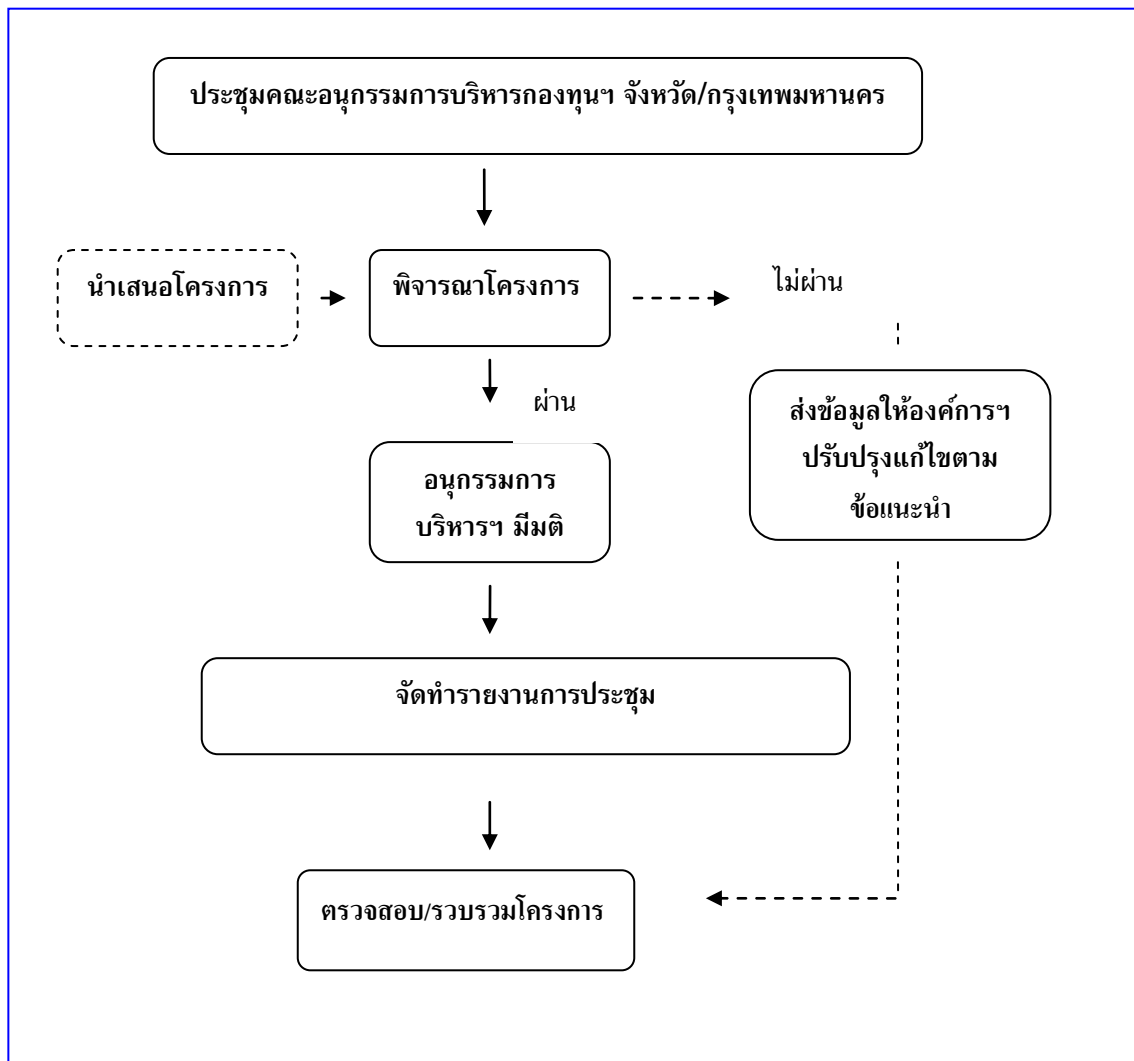 ประชุมคณะอนุกรรมการบริหารกองทุนฯ จังหวัด/กรุงเทพมหานคร
นำเสนอโครงการ
พิจารณาโครงการ
ไม่ผ่าน
ผ่าน
ส่งข้อมูลให้องค์การฯ
ปรับปรุงแก้ไขตาม
ข้อแนะนำ
อนุกรรมการ
บริหารฯ มีมติ
จัดทำรายงานการประชุม
ตรวจสอบ/รวบรวมโครงการ